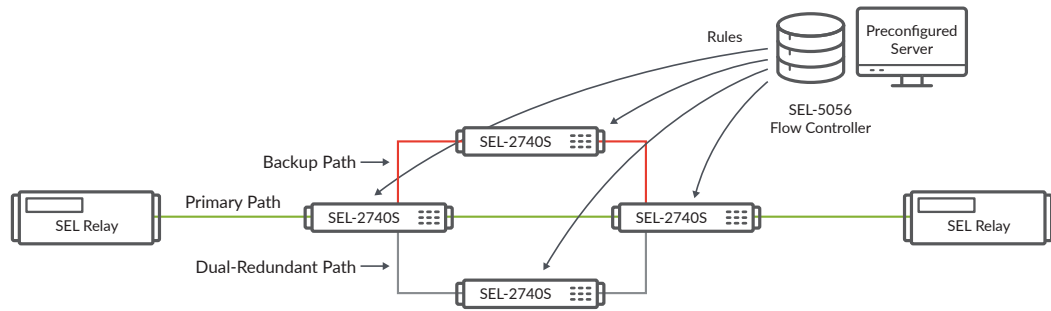 Rules
Preconfigured
Server
SEL-5056
Flow Controller
SEL-2740S
Backup Path
Primary Path
SEL Relay
SEL-2740S
SEL-2740S
SEL Relay
Dual-Redundant Path
SEL-2740S